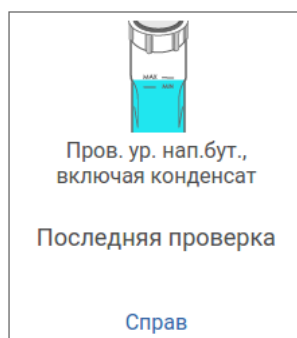 MAX
MIN
Пров. ур. нап.бут.,
включая конденсат
Последняя проверка
Справ